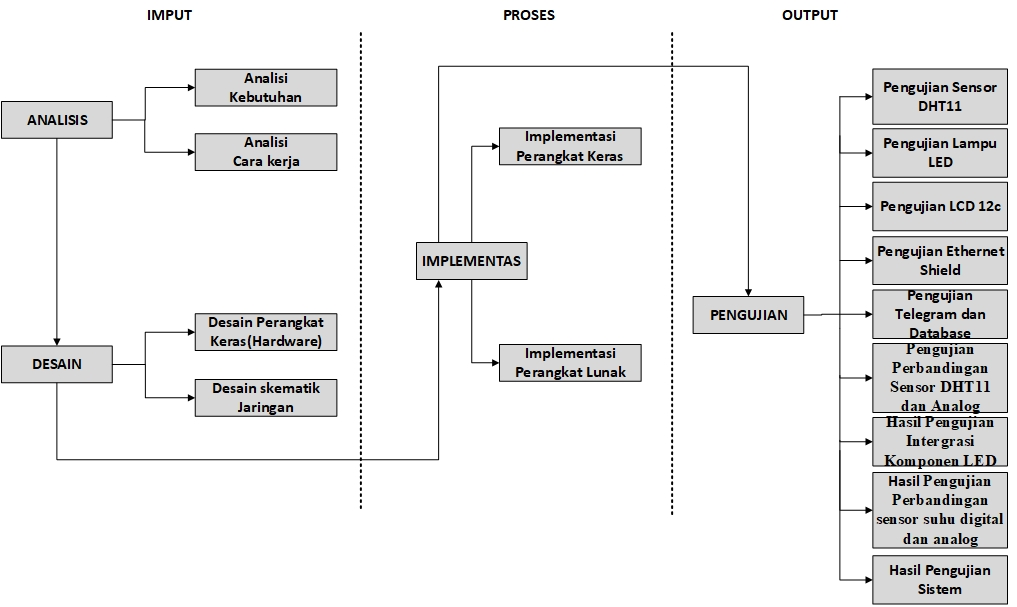 IMPUT
PROSES
OUTPUT
ANALISIS
Analisi
Kebutuhan
Analisi
Cara kerja
DESAIN
Desain Perangkat
Keras(Hardware)
Desain skematik
Jaringan
Implementasi
Perangkat Keras
IMPLEMENTAS
Implementasi
Perangkat Lunak
PENGUJIAN
Pengujian Sensor
DHT11
Pengujian Lampu
LED
Pengujian LCD 12c
Pengujian Ethernet
Shield
Pengujian
Telegram dan
Database
Pengujian
Perbandingan
Sensor DHT11
dan Analog
Hasil Pengujian
Intergrasi
Komponen LED
Hasil Pengujian
Perbandingan
sensor suhu digital
dan analog
Hasil Pengujian
Sistem